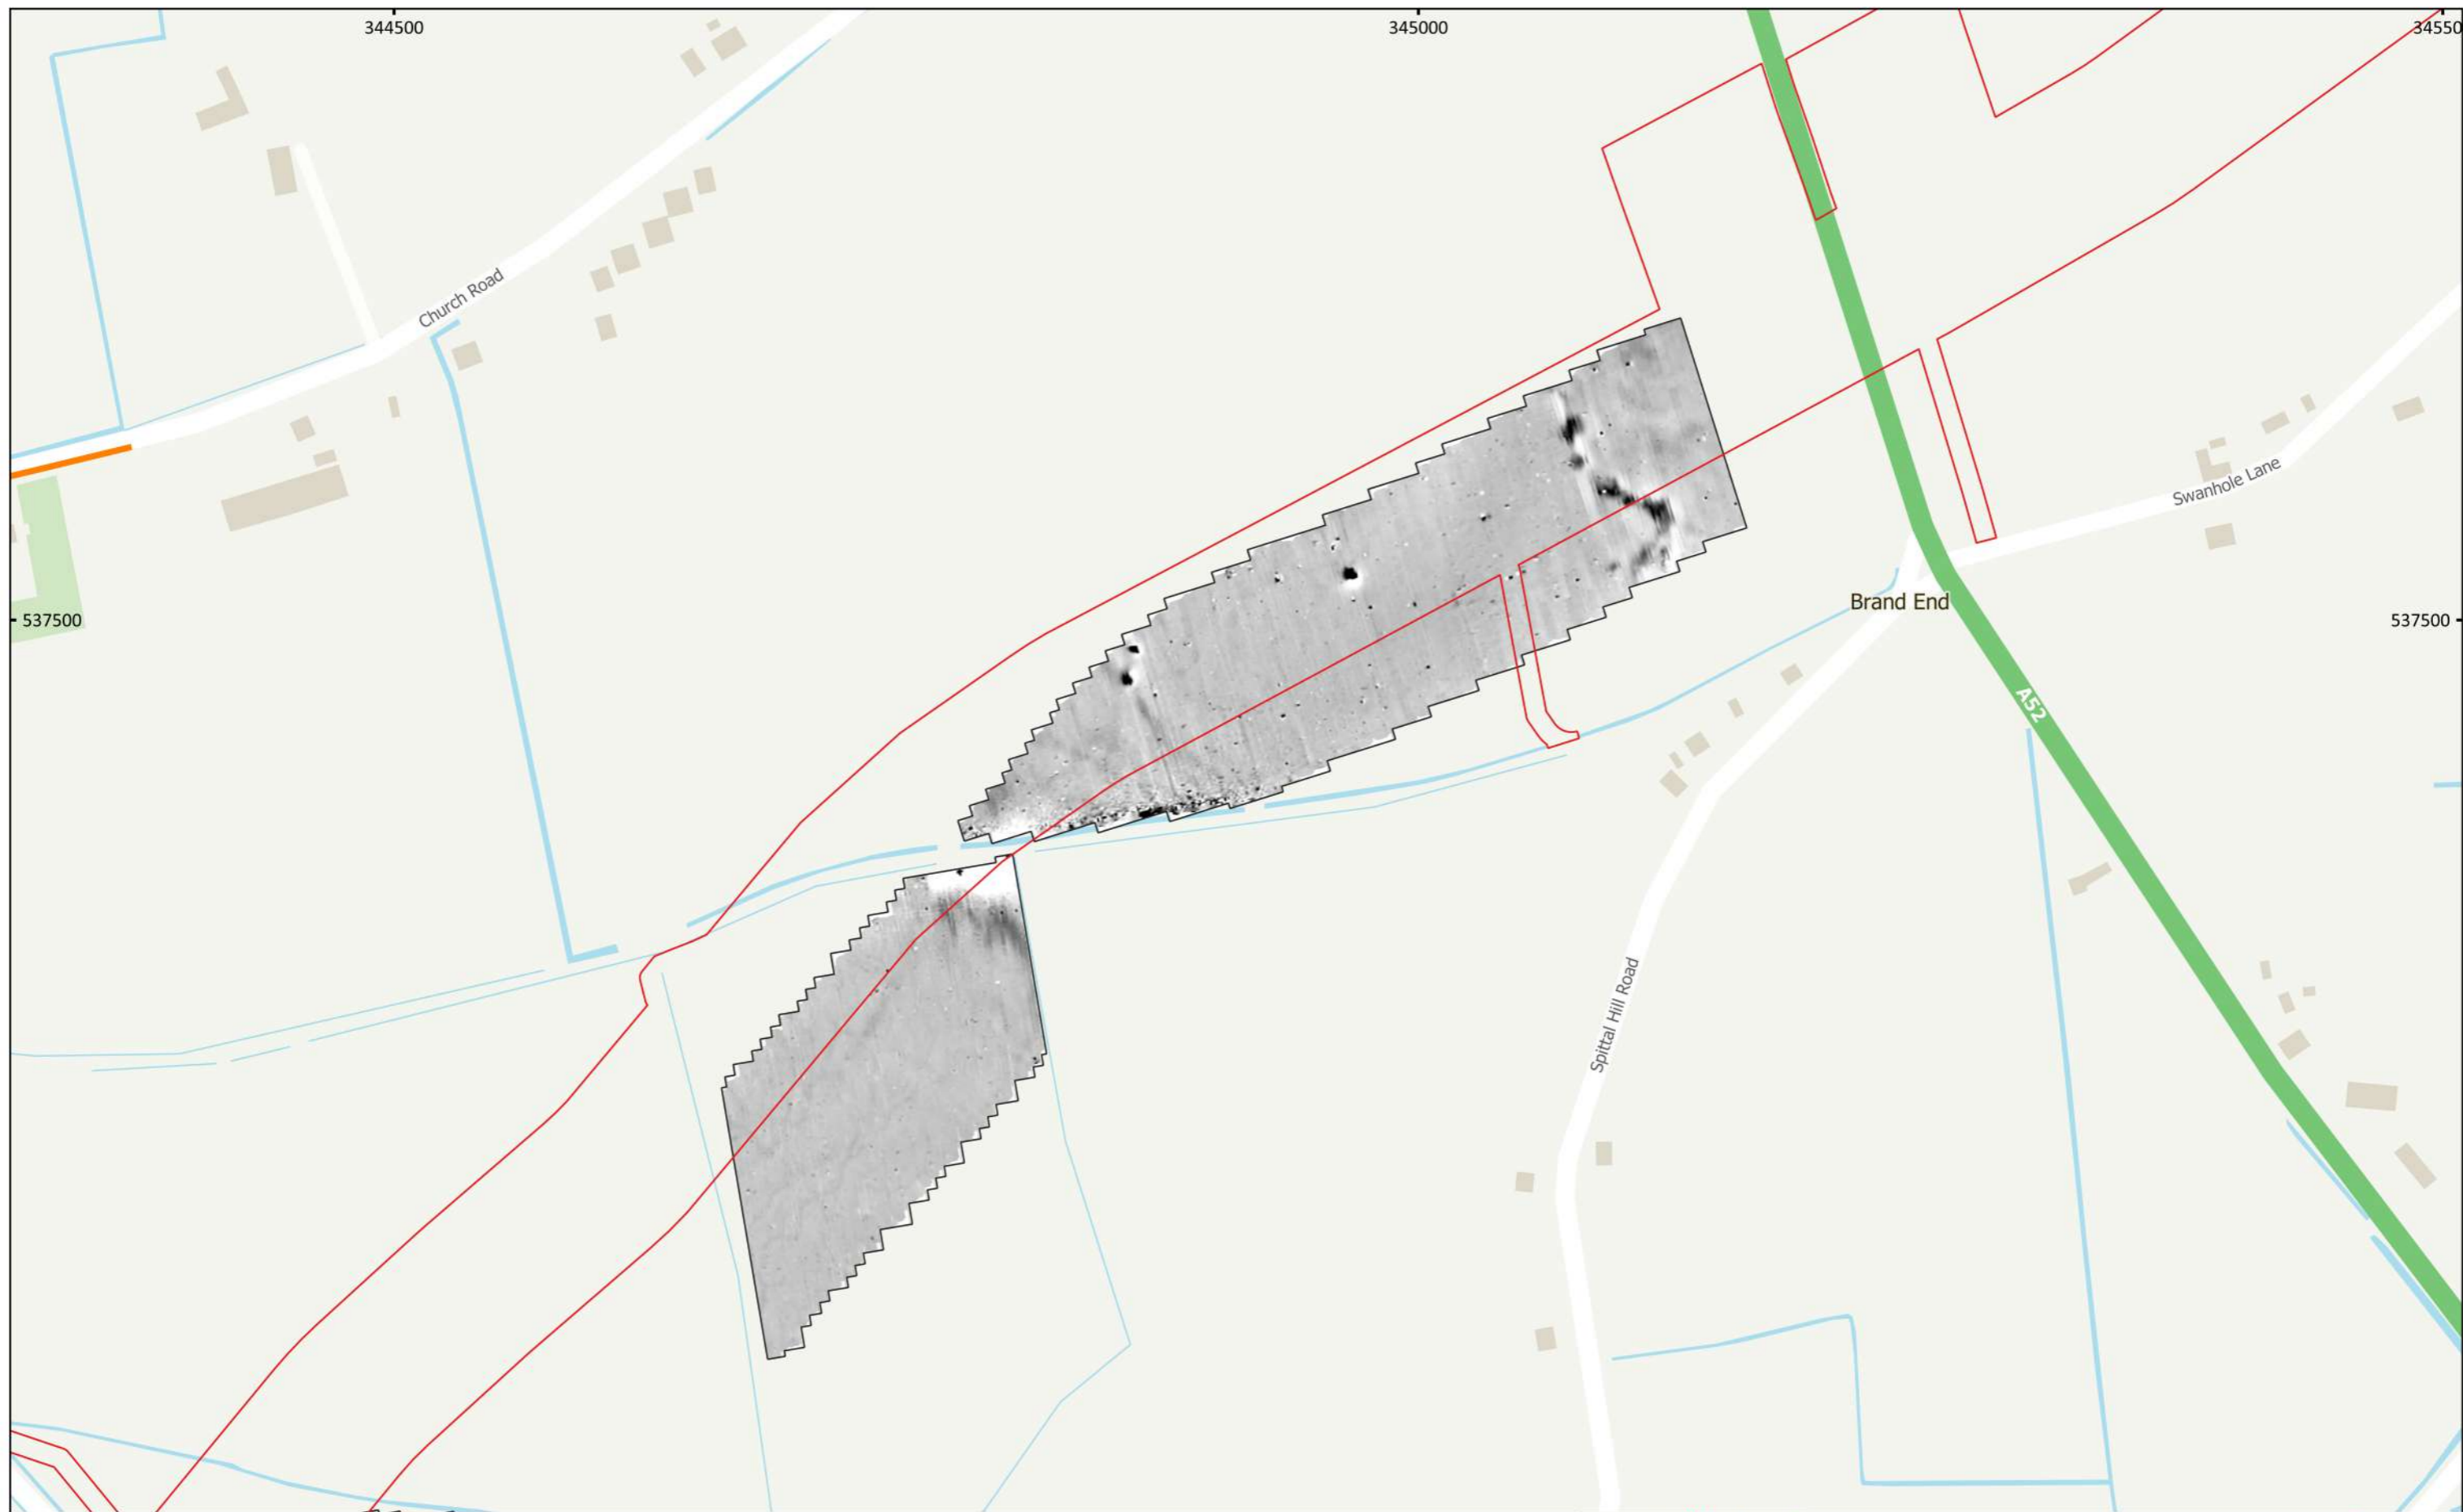 344500
345000
34550
Church Road
Swanhole Lane
537500
Brand End
537500
A52
Spittal Hill Road